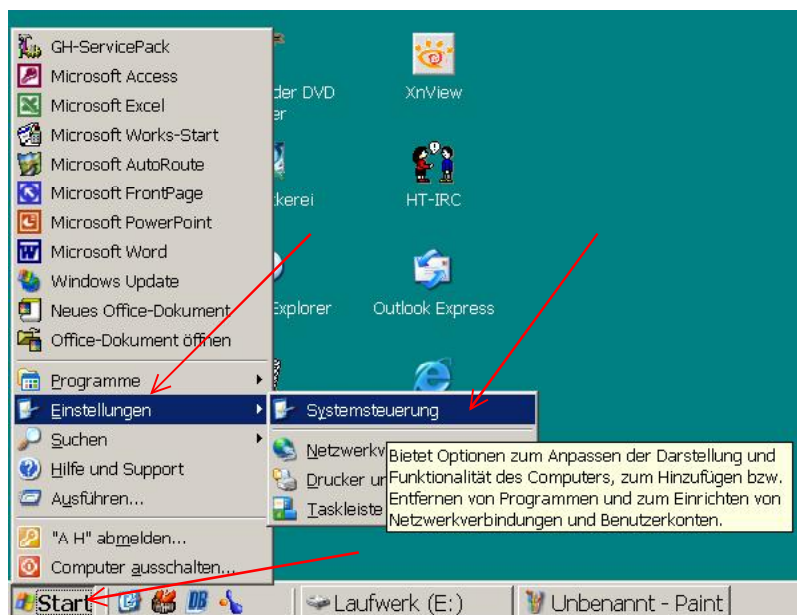 GH-ServicePack
Microsoft Access
Microsoft Excel
Microsoft Works-Start
Microsoft AutoRoute
Microsoft FrontPage
Microsoft PowerPoint
Microsoft Word
Windows Update
Neues Office-Dokument
Office-Dokument öffnen
Programme
Einstellungen
Suchen
Hilfe und Support
Ausführen...
"A H" abmelden...
Computer ausschalten...
der DVD
er
XnView
kerei
HT-IRC
Explorer
Outlook Express
Systemsteuerung
Netzwerkv
Drucker ur
Taskleiste
Bietet Optionen zum Anpassen der Darstellung und
Funktionalität des Computers, zum Hinzufügen bzw.
Entfernen von Programmen und zum Einrichten von
Netzwerkverbindungen und Benutzerkonten.
Start
DB
Laufwerk (E:)
Unbenannt - Paint